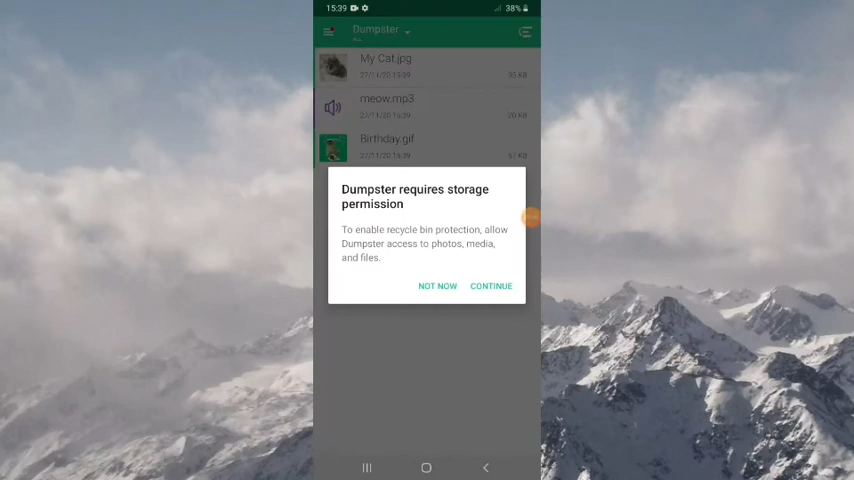 15:39
38%
Dumpster
My Cat.jpg
27/11/20 15:39
95 KB
meow.mp3
27/11/20 15:39
20 KB
Birthday.gif
27/11/20 15:39
Dumpster requires storage
permission
To enable recycle bin protection, allow
Dumpster access to photos, media,
and files.
NOT NOW
CONTINUE